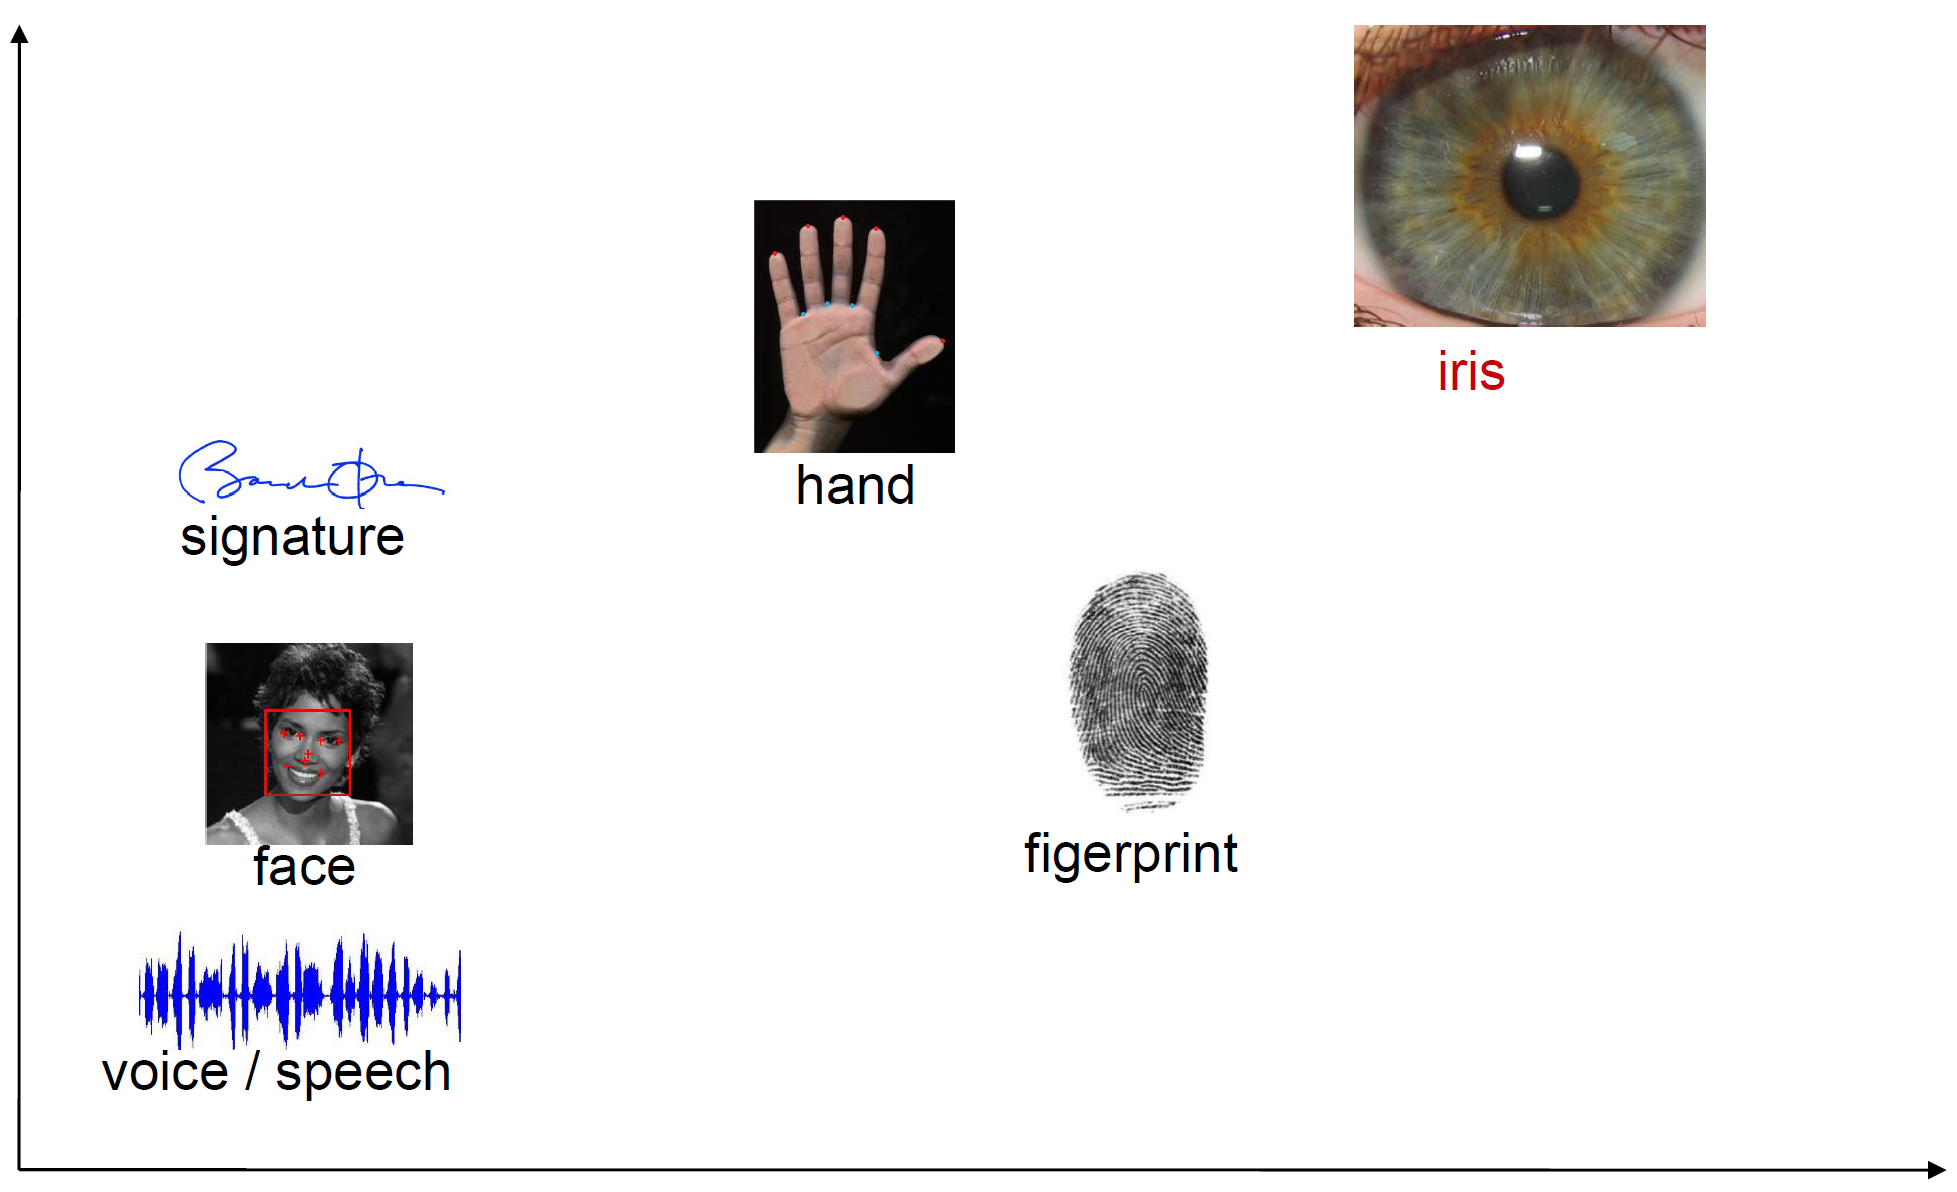 iris
hand
signature
figerprint
face
voice / speech